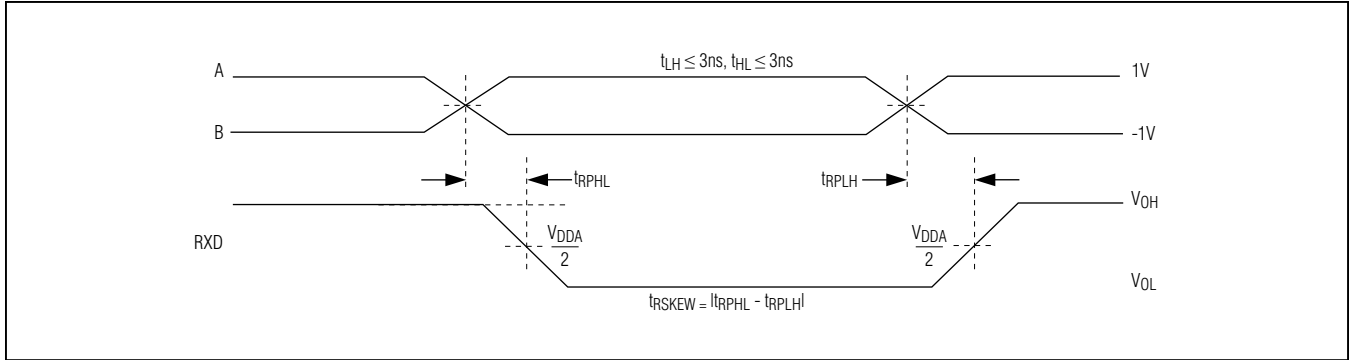 tLH ≤ 3ns, tHL ≤ 3ns
A
1V
B
-1V
tRPHL
tRPLH
VOH
RXD
VDDA
2
VDDA
2
VOL
tRSKEW = |tRPHL - tRPLH|